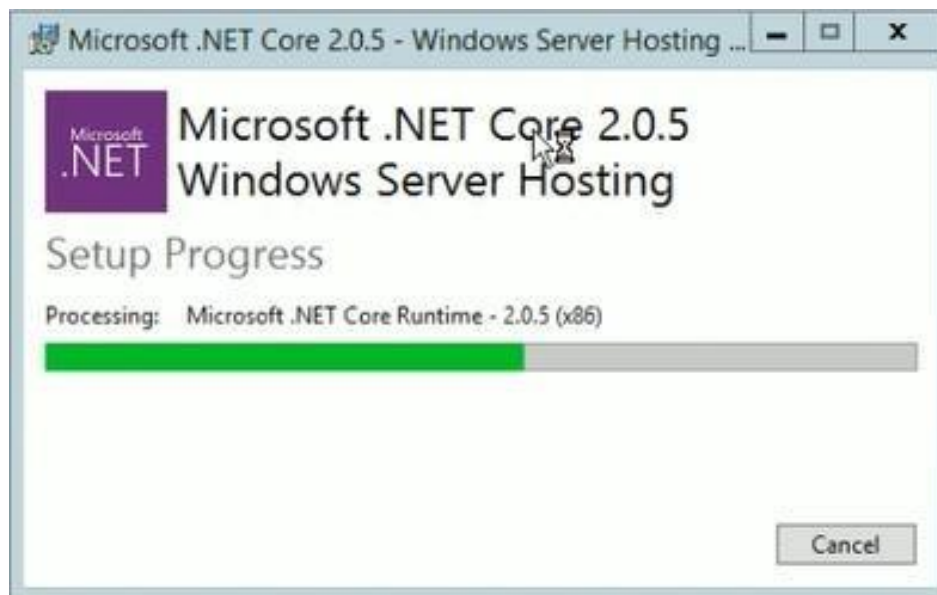 Microsoft .NET Core 2.0.5 - Windows Server Hosting ...
Microsoft
.NET
Microsoft .NET Core 2.0.5
Windows Server Hosting
Setup Progress
Processing: Microsoft .NET Core Runtime - 2.0.5 (x86)
Cancel